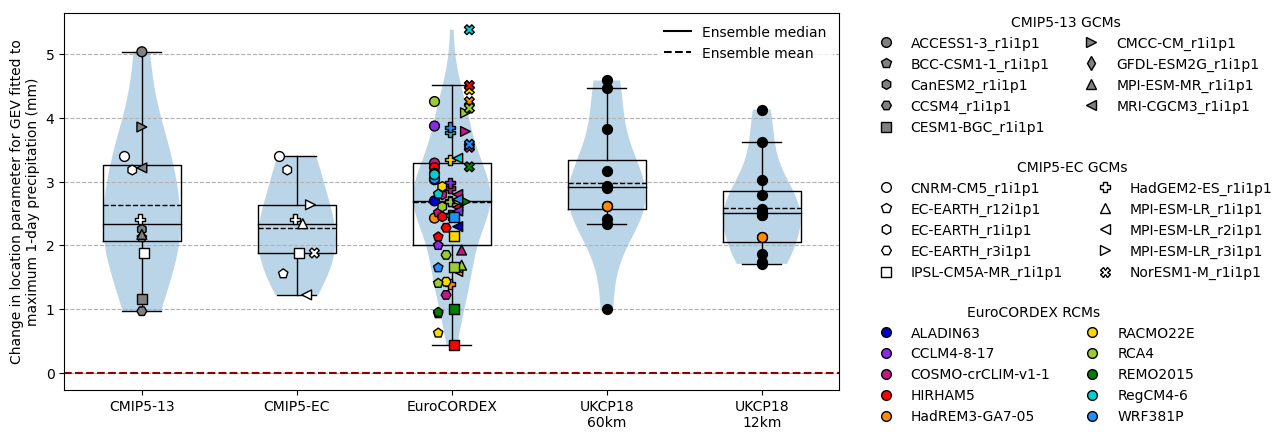 Change in location parameter for GEV fitted to
maximum 1-day precipitation (mm)
5
4
3
2
1
0
Ensemble median
Ensemble mean
CMIP5-13
CMIP5-EC
EuroCORDEX
UKCP18
60km
UKCP18
12km
CMIP5-13 GCMs
ACCESS1-3_r1i1p1
BCC-CSM1-1_r1i1p1
CanESM2_r1i1p1
CCSM4_r1i1p1
CESM1-BGC_r1i1p1
CMCC-CM_r1i1p1
GFDL-ESM2G_r1i1p1
MPI-ESM-MR_r1i1p1
MRI-CGCM3_r1i1p1
CMIP5-EC GCMs
CNRM-CM5_r1i1p1
EC-EARTH_r12i1p1
EC-EARTH_r1i1p1
EC-EARTH_r3i1p1
IPSL-CM5A-MR_r1i1p1
HadGEM2-ES_r1i1p1
MPI-ESM-LR_r1i1p1
MPI-ESM-LR_r2i1p1
MPI-ESM-LR_r3i1p1
NorESM1-M_r1i1p1
EuroCORDEX RCMs
ALADIN63
CCLM4-8-17
COSMO-crCLIM-v1-1
HIRHAM5
HadREM3-GA7-05
RACMO22E
RCA4
REMO2015
RegCM4-6
WRF381P